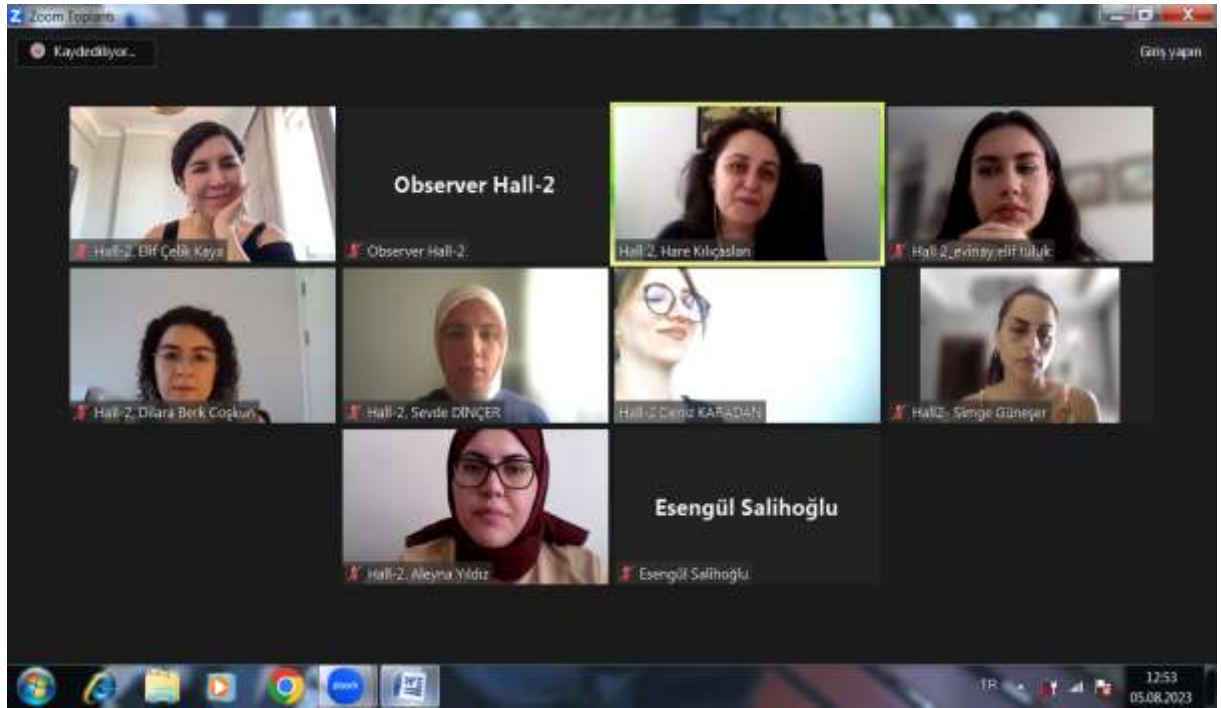 Zoom Toplantı
Kaydediliyor...
Giriş yapın
Hall-2, Elif Çelik Kaya
Observer Hall-2
Observer Hall-2
Hall 2, Hare Kılıçaslan
Hall 2_evinay elif tuluk
Hall-2, Dilara Berk Coşkun
Hall-2, Sevde DİNÇER
Hall-2 Deniz KARADAN
Hall2- Simge Güneşer
Hall-2, Aleyna Yıldız
Esengül Salihoğlu
Esengül Salihoğlu
zoom
TR
12:53
05.08.2023